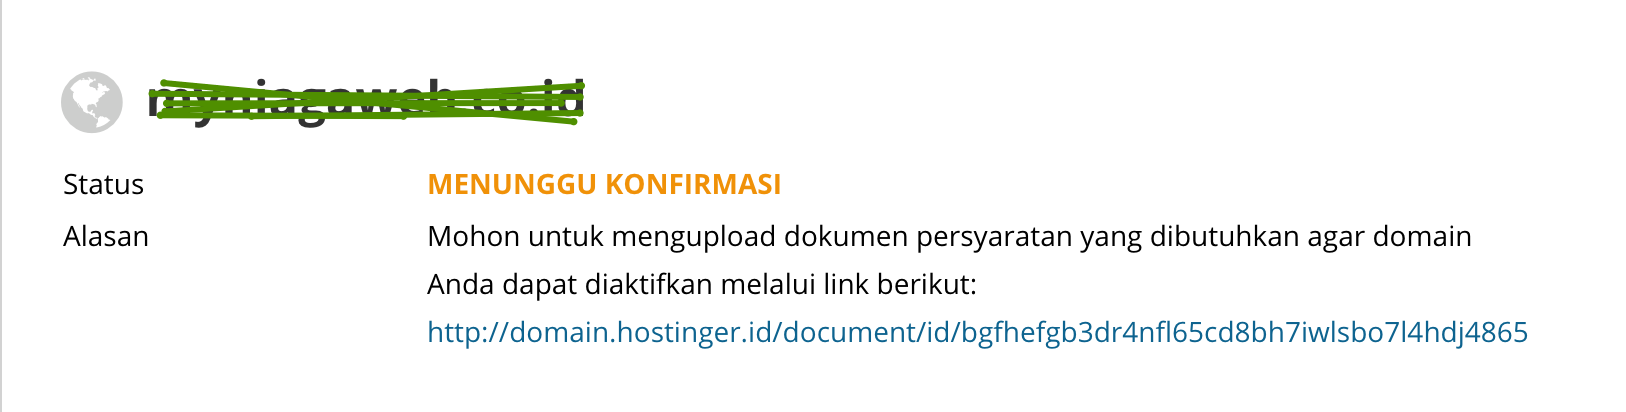 Status
MENUNGGU KONFIRMASI
Alasan
Mohon untuk mengupload dokumen persyaratan yang dibutuhkan agar domain
Anda dapat diaktifkan melalui link berikut:
http://domain.hostinger.id/document/id/bgfhefgb3dr4nfl65cd8bh7iwlsbo7l4hdj4865